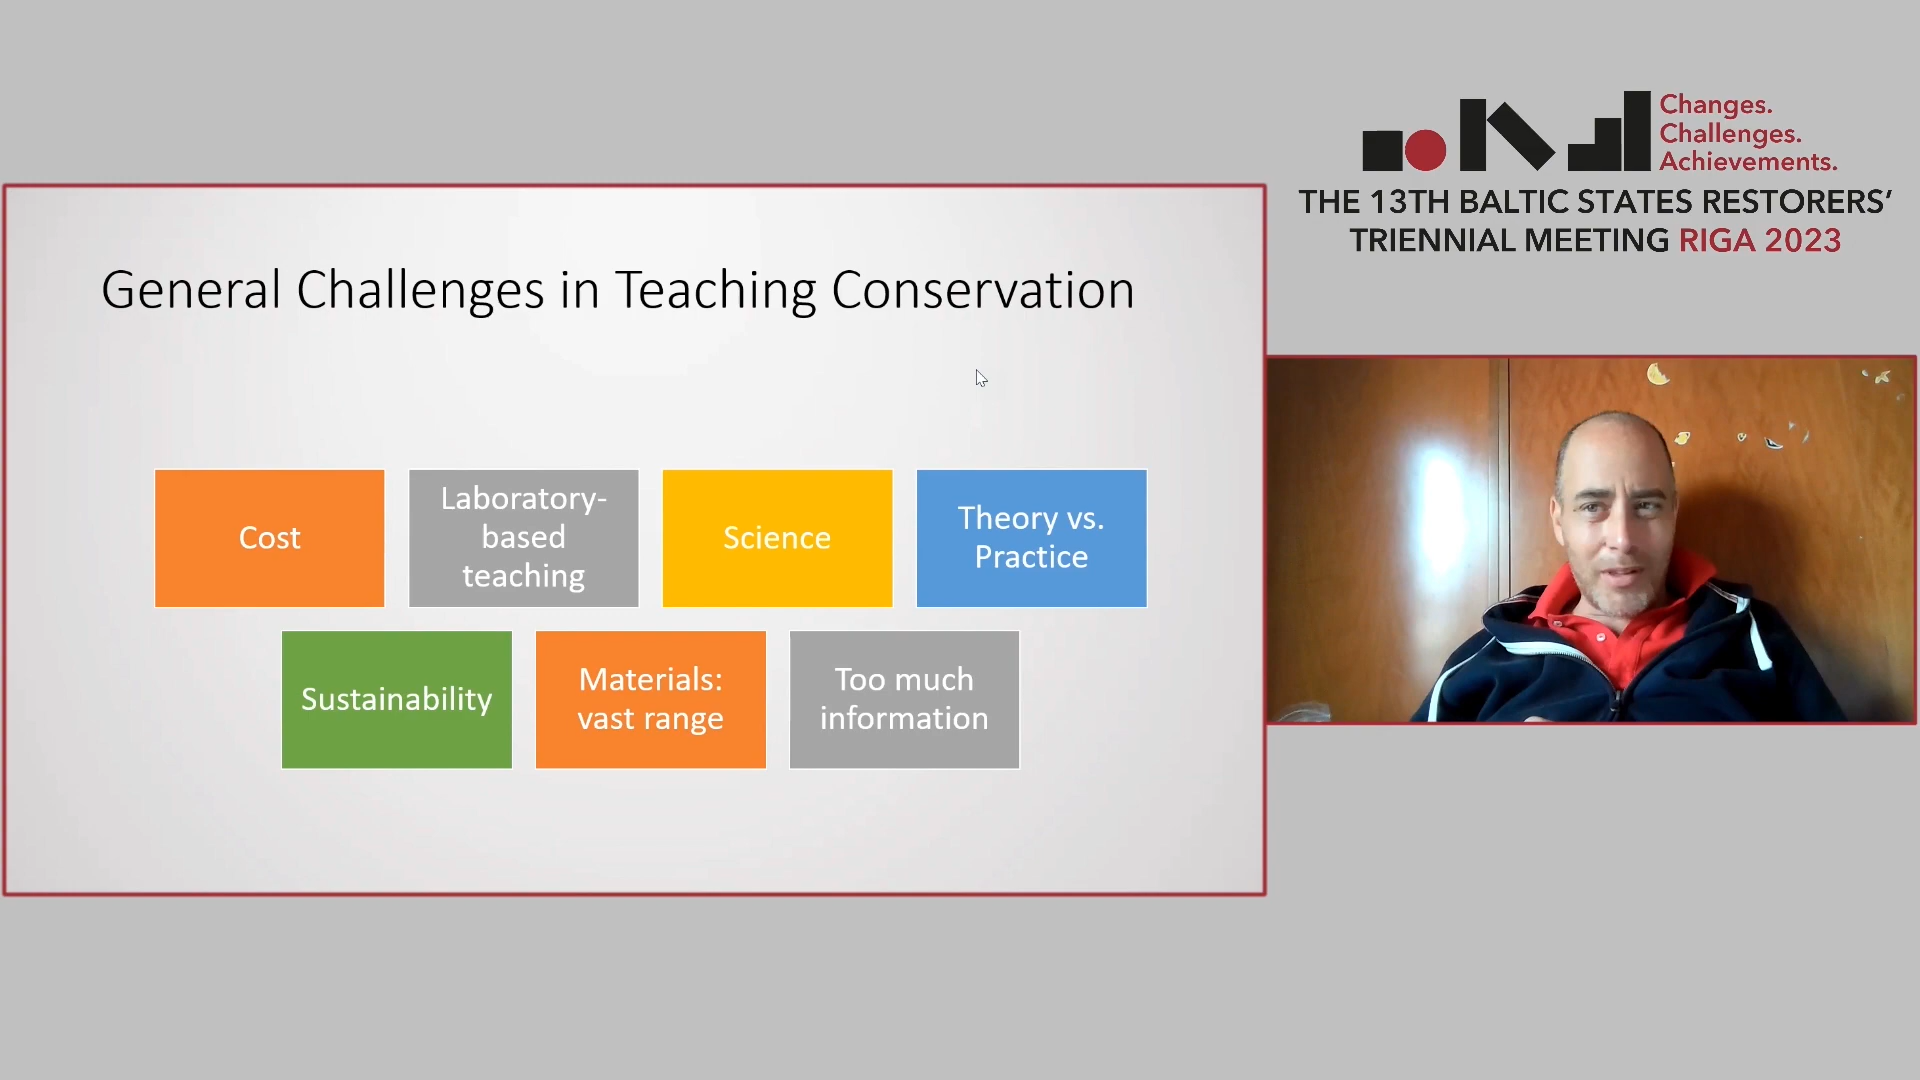 Changes.
Challenges.
Achievements.
THE 13TH BALTIC STATES RESTORERS’
TRIENNIAL MEETING RIGA 2023
General Challenges in Teaching Conservation
Cost
Laboratory-
based
teaching
Science
Theory vs.
Practice
Sustainability
Materials:
vast range
Too much
information